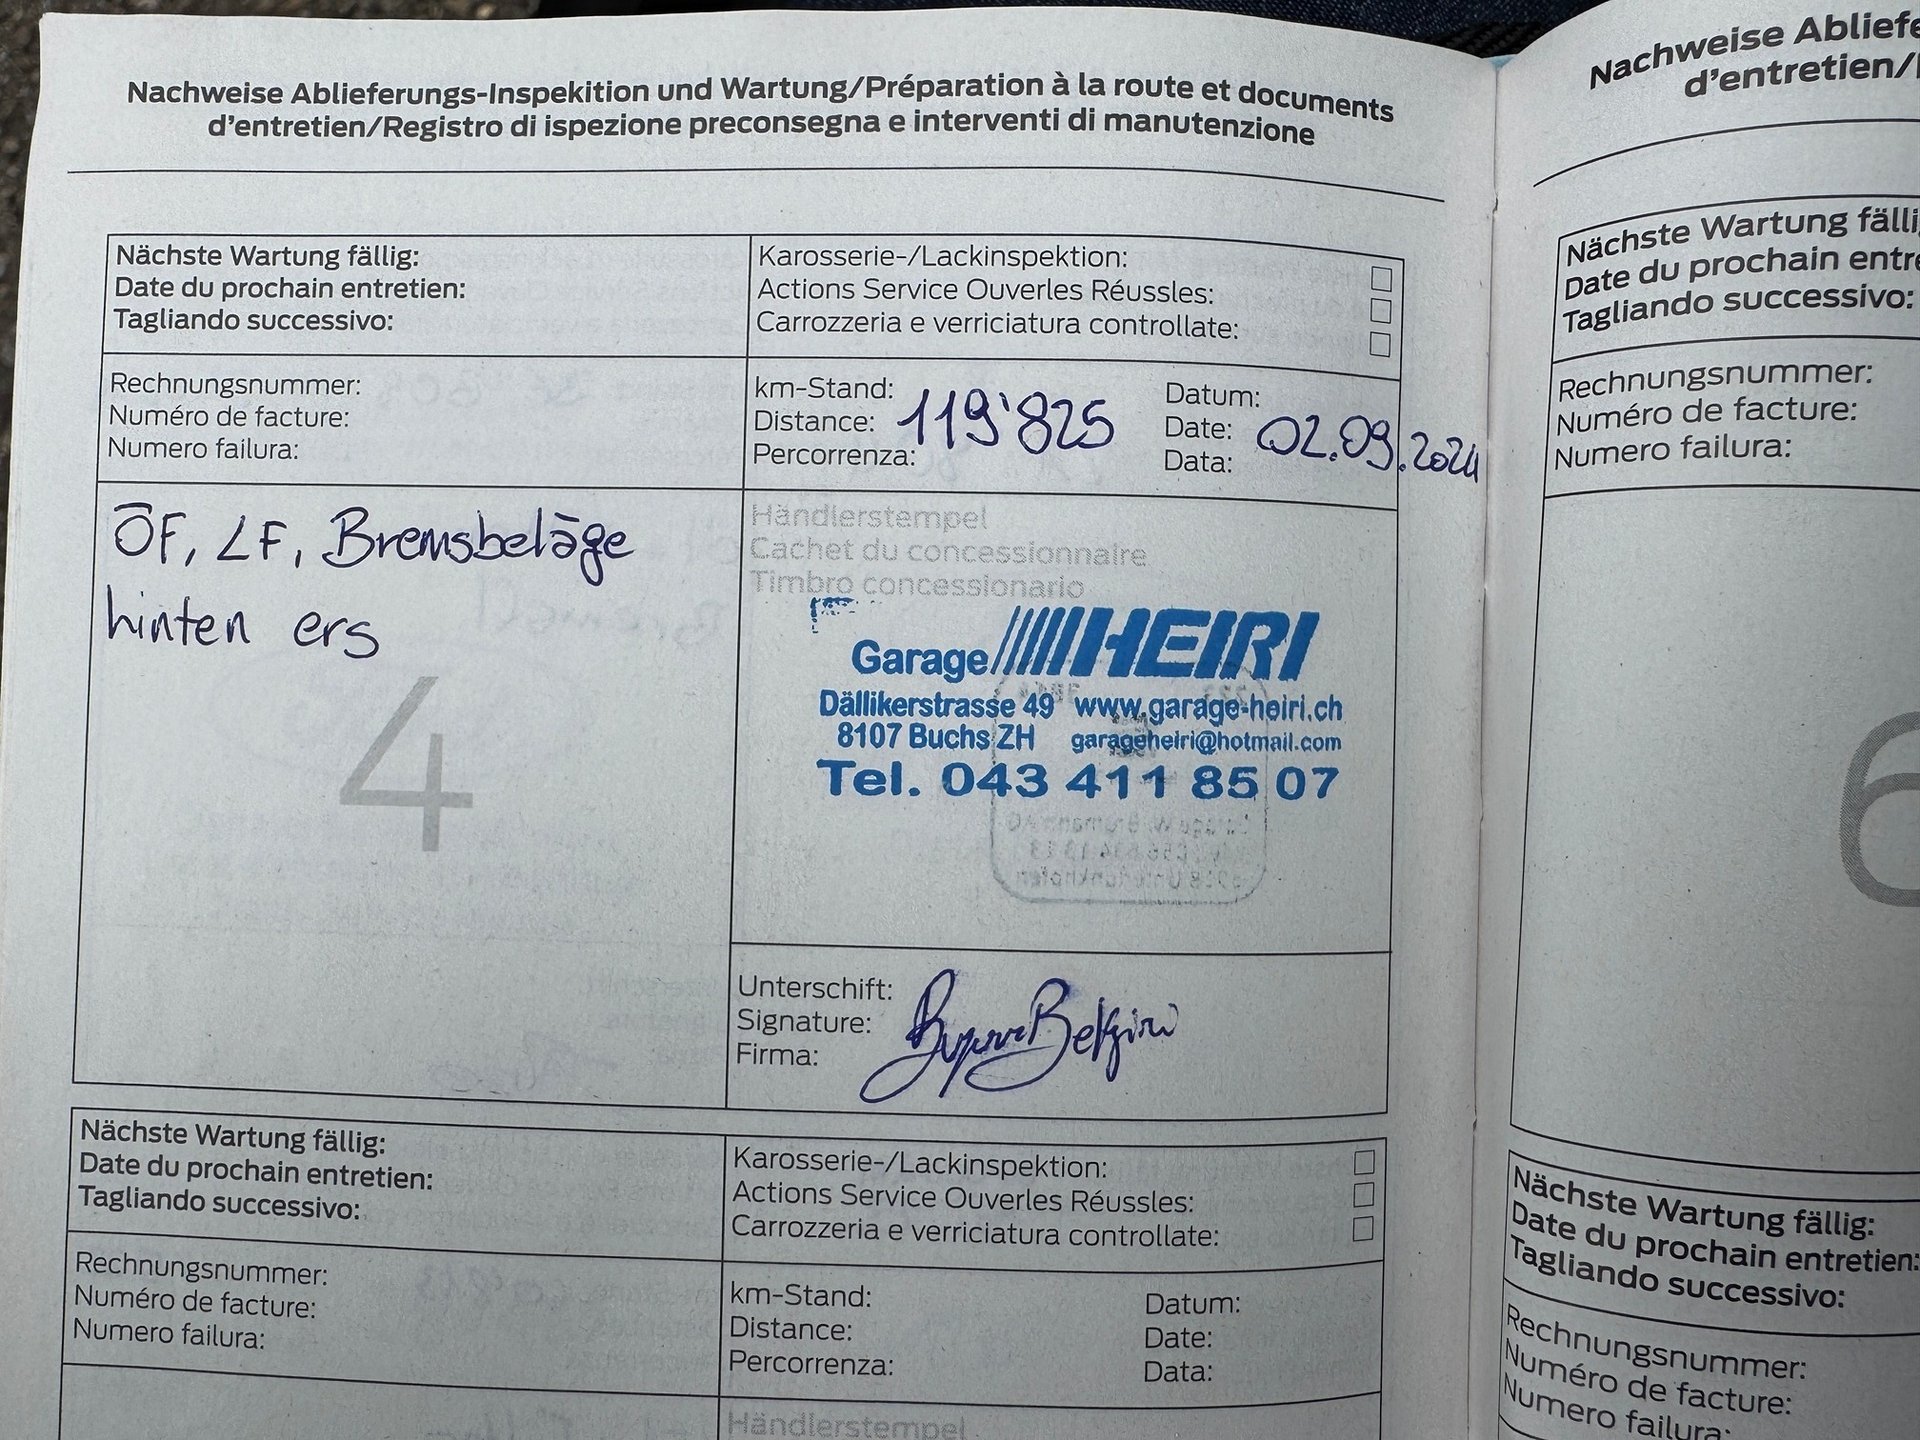 Nachweise Ablieferungs-Inspekition und Wartung/Préparation à la route et documents
d'entretien/Registro di ispezione preconsegna e interventi di manutenzione
Nächste Wartung fällig:
Date du prochain entretien:
Tagliando successivo:
Karosserie-/Lackinspektion:
Actions Service Ouverles Réussles:
Carrozzeria e verriciatura controllate:
Rechnungsnummer:
Numéro de facture:
Numero failura:
km-Stand:
Distance:
Percorrenza:
119'825
Datum:
Date:
Data:
02.09.2024
ÖF, LF, Bremsbeläge
hinten ers
4
Händlerstempel
Cachet du concessionnaire
Timbro concessionario
Garage HEIRI
Dällikerstrasse 49 www.garage-heiri.ch
8107 Buchs ZH garageheiri@hotmail.com
Tel. 043 411 85 07
Unterschift:
Signature:
Firma:
Nächste Wartung fällig:
Date du prochain entretien:
Tagliando successivo:
Karosserie-/Lackinspektion:
Actions Service Ouverles Réussles:
Carrozzeria e verriciatura controllate:
Rechnungsnummer:
Numéro de facture:
Numero failura:
km-Stand:
Distance:
Percorrenza:
Datum:
Date:
Data:
Händlerstempel
Nachweise
d'entretien/
Nächste Wartung
Date du prochain
Tagliando successivo:
Rechnungsnummer:
Numéro de facture:
Numero failura:
6
Nächste Wartung fällig:
Date du prochain entretien:
Tagliando successivo:
Rechnungsnummer:
Numéro de facture:
Numero failura: